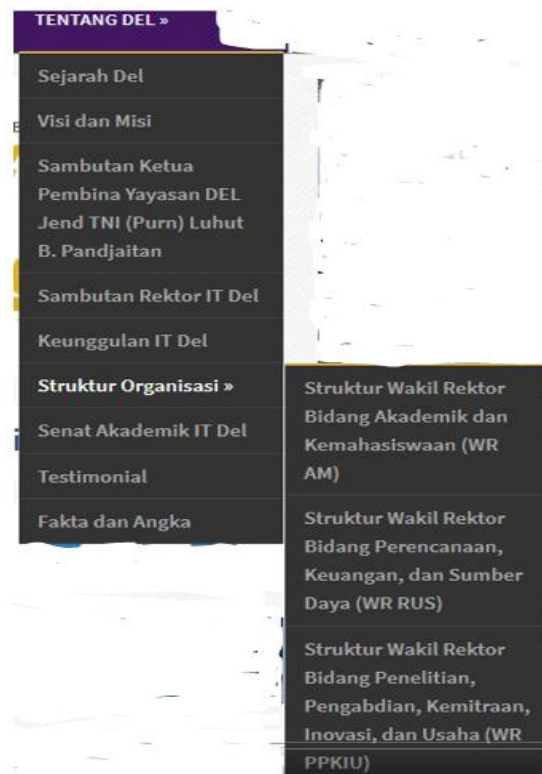 TENTANG DEL »
Sejarah Del
Visi dan Misi
Sambutan Ketua
Pembina Yayasan DEL
Jend TNI (Purn) Luhut
B. Pandjaitan
Sambutan Rektor IT Del
Keunggulan IT Del
Struktur Organisasi »
Senat Akademik IT Del
Testimonial
Fakta dan Angka
Struktur Wakil Rektor
Bidang Akademik dan
Kemahasiswaan (WR
AM)
Struktur Wakil Rektor
Bidang Perencanaan,
Keuangan, dan Sumber
Daya (WR RUS)
Struktur Wakil Rektor
Bidang Penelitian,
Pengabdian, Kemitraan,
Inovasi, dan Usaha (WR
PPKIU)